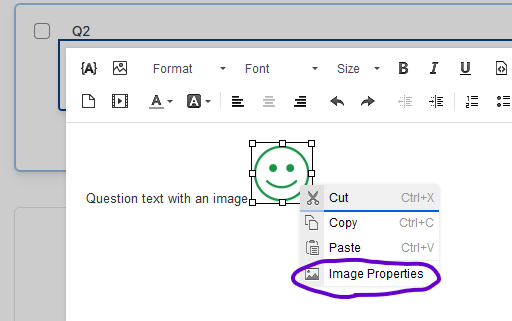 Q2
{A} Format Font Size B I U
A A
Question text with an image
Cut Ctrl+X
Copy Ctrl+C
Paste Ctrl+V
Image Properties